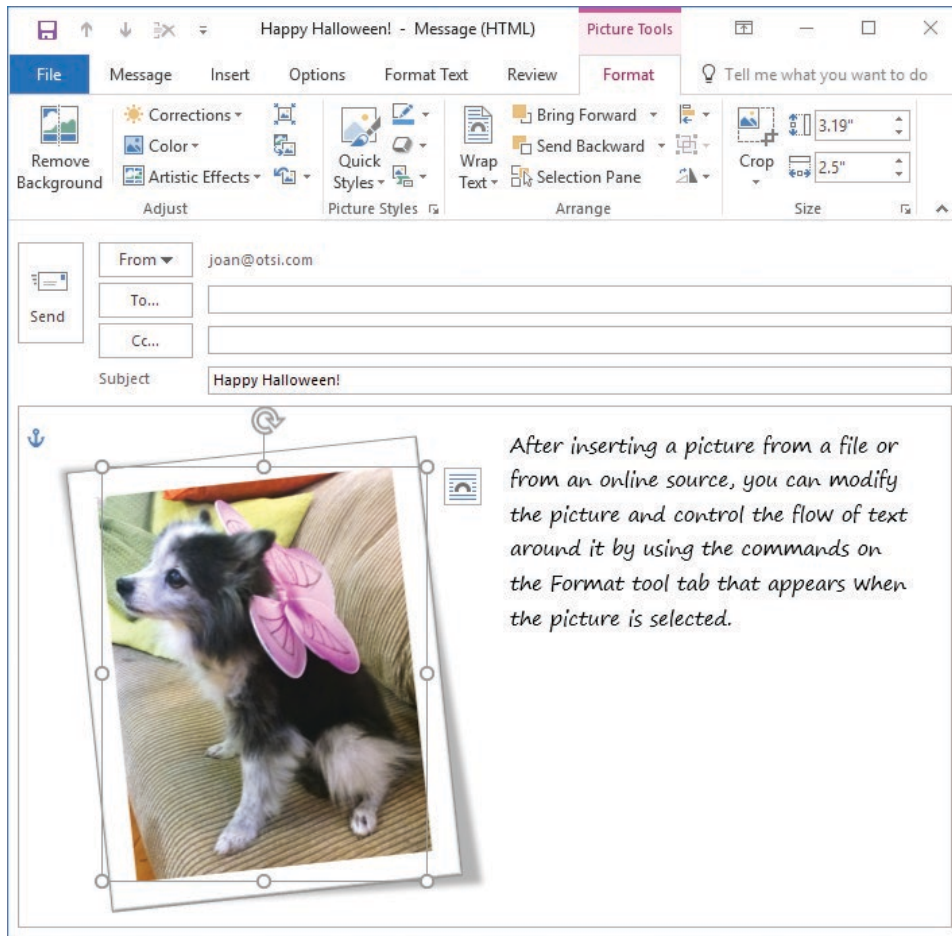 Happy Halloween! - Message (HTML)
Picture Tools
File
Message
Insert
Options
Format Text
Review
Format
Tell me what you want to do
Remove
Background
Corrections
Color
Artistic Effects
Adjust
Quick
Styles
Picture Styles
Wrap
Text
Bring Forward
Send Backward
Selection Pane
Arrange
Crop
3.19"
2.5"
Size
Send
From
joan@otsi.com
To...
Cc...
Subject
Happy Halloween!
After inserting a picture from a file or
from an online source, you can modify
the picture and control the flow of text
around it by using the commands on
the Format tool tab that appears when
the picture is selected.